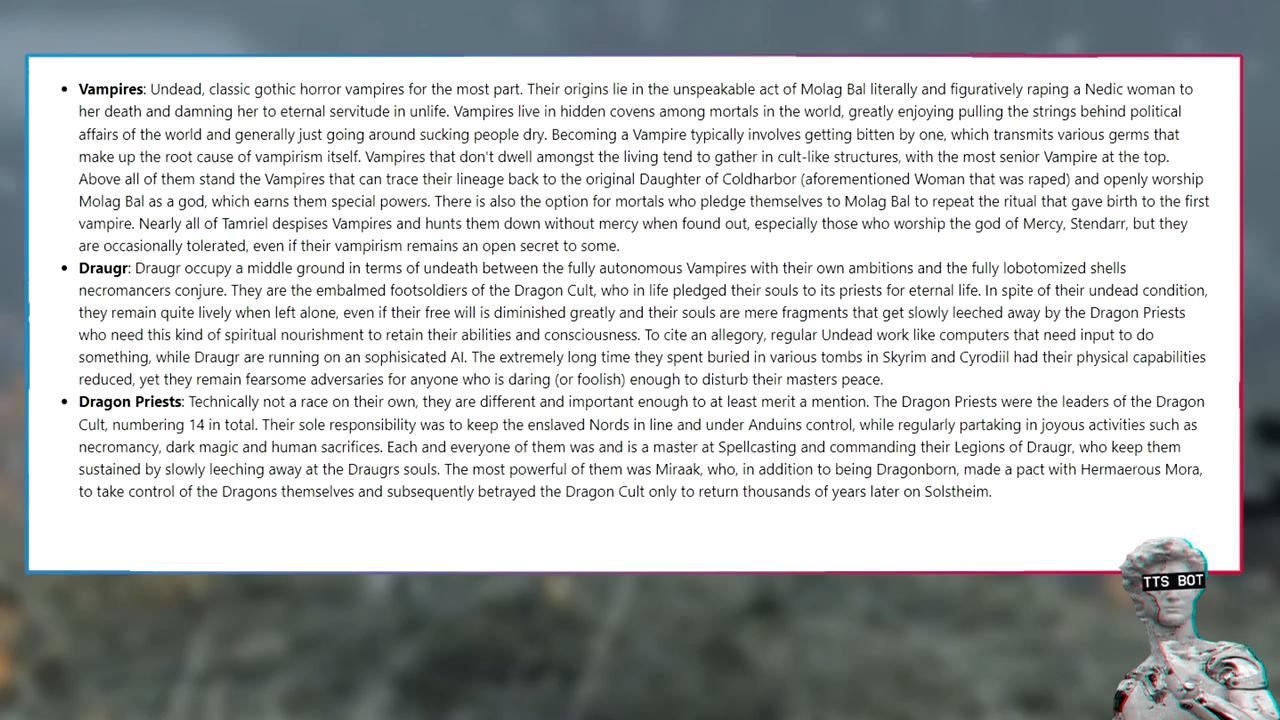 • Vampires: Undead, classic gothic horror vampires for the most part. Their origins lie in the unspeakable act of Molag Bal literally and figuratively raping a Nedic woman to
her death and damning her to eternal servitude in unlife. Vampires live in hidden covens among mortals in the world, greatly enjoying pulling the strings behind political
affairs of the world and generally just going around sucking people dry. Becoming a Vampire typically involves getting bitten by one, which transmits various germs that
make up the root cause of vampirism itself. Vampires that don't dwell amongst the living tend to gather in cult-like structures, with the most senior Vampire at the top.
Above all of them stand the Vampires that can trace their lineage back to the original Daughter of Coldharbor (aforementioned Woman that was raped) and openly worship
Molag Bal as a god, which earns them special powers. There is also the option for mortals who pledge themselves to Molag Bal to repeat the ritual that gave birth to the first
vampire. Nearly all of Tamriel despises Vampires and hunts them down without mercy when found out, especially those who worship the god of Mercy, Stendarr, but they
are occasionally tolerated, even if their vampirism remains an open secret to some.
• Draugr: Draugr occupy a middle ground in terms of undeath between the fully autonomous Vampires with their own ambitions and the fully lobotomized shells
necromancers conjure. They are the embalmed footsoldiers of the Dragon Cult, who in life pledged their souls to its priests for eternal life. In spite of their undead condition,
they remain quite lively when left alone, even if their free will is diminished greatly and their souls are mere fragments that get slowly leeched away by the Dragon Priests
who need this kind of spiritual nourishment to retain their abilities and consciousness. To cite an allegory, regular Undead work like computers that need input to do
something, while Draugr are running on an sophisicated AI. The extremely long time they spent buried in various tombs in Skyrim and Cyrodiil had their physical capabilities
reduced, yet they remain fearsome adversaries for anyone who is daring (or foolish) enough to disturb their masters peace.
• Dragon Priests: Technically not a race on their own, they are different and important enough to at least merit a mention. The Dragon Priests were the leaders of the Dragon
Cult, numbering 14 in total. Their sole responsibility was to keep the enslaved Nords in line and under Anduins control, while regularly partaking in joyous activities such as
necromancy, dark magic and human sacrifices. Each and everyone of them was and is a master at Spellcasting and commanding their Legions of Draugr, who keep them
sustained by slowly leeching away at the Draugrs souls. The most powerful of them was Miraak, who, in addition to being Dragonborn, made a pact with Hermaerous Mora,
to take control of the Dragons themselves and subsequently betrayed the Dragon Cult only to return thousands of years later on Solstheim.
TTS BOT